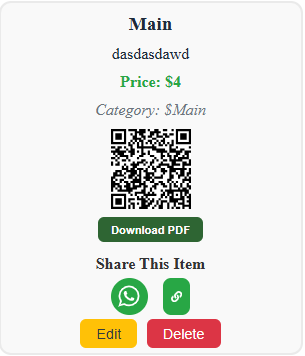 Main
dasdasdawd
Price: $4
Category: $Main
Download PDF
Share This Item
Edit Delete